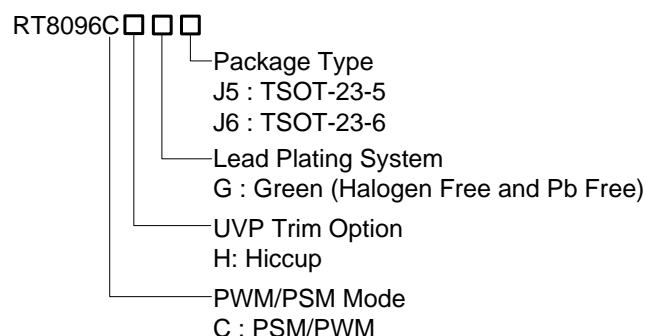 RT8096C
Package Type
J5 : TSOT-23-5
J6 : TSOT-23-6
Lead Plating System
G : Green (Halogen Free and Pb Free)
UVP Trim Option
H: Hiccup
PWM/PSM Mode
C : PSM/PWM